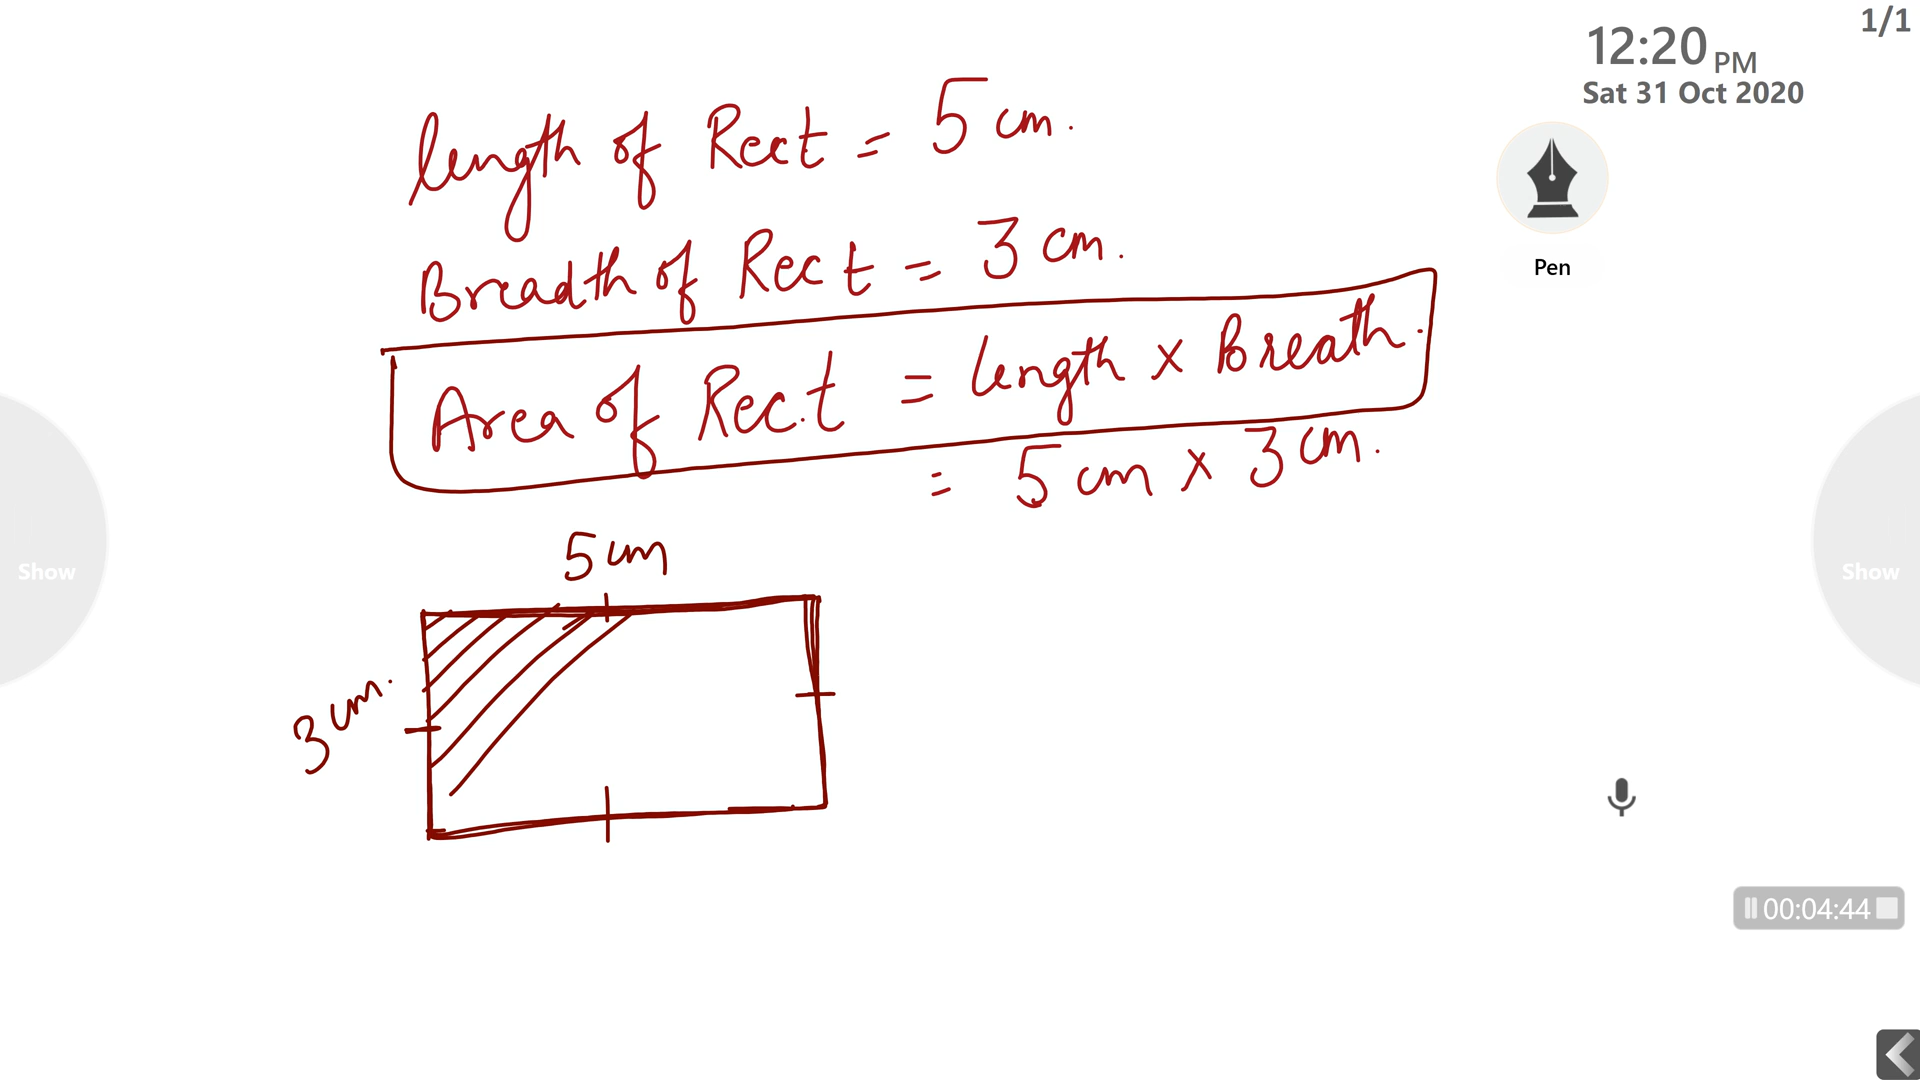 1/1
12:20 PM
Sat 31 Oct 2020
Pen
length of Rect = 5 cm.
Breadth of Rect = 3 cm.
Area of Rec.t = length x Breath.
= 5 cm x 3 cm.
5 cm
3 cm.
Show
Show
00:04:44